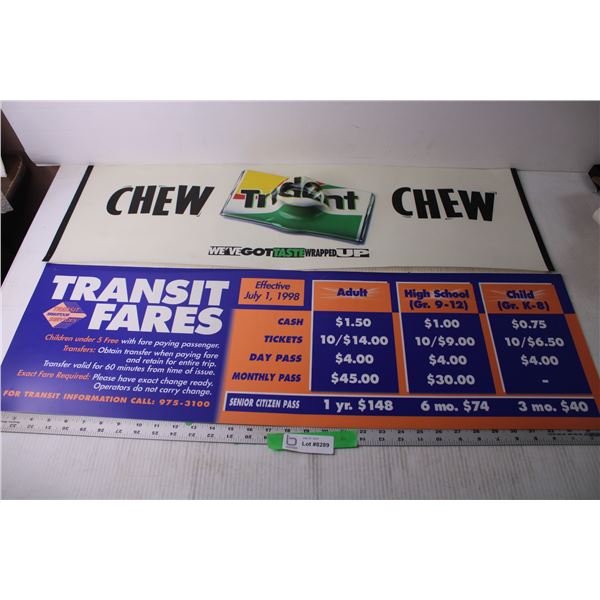 CHEW
Trident
CHEW
WE'VE GOT TASTE WRAPPED UP
TRANSIT
FARES
Children under 5 Free with fare paying passenger.
Transfers: Obtain transfer when paying fare
and retain for entire trip.
Transfer valid for 60 minutes from time of issue.
Exact Fare Required: Please have exact change ready.
Operators do not carry change.
FOR TRANSIT INFORMATION CALL: 975-3100
Effective
July 1, 1998
Adult
High School
(Gr. 9-12)
Child
(Gr. K-8)
CASH $1.50 $1.00 $0.75
TICKETS 10/$14.00 10/$9.00 10/$6.50
DAY PASS $4.00 $4.00 $4.00
MONTHLY PASS $45.00 $30.00 -
SENIOR CITIZEN PASS 1 yr. $148 6 mo. $74 3 mo. $40
b
Lot #8289